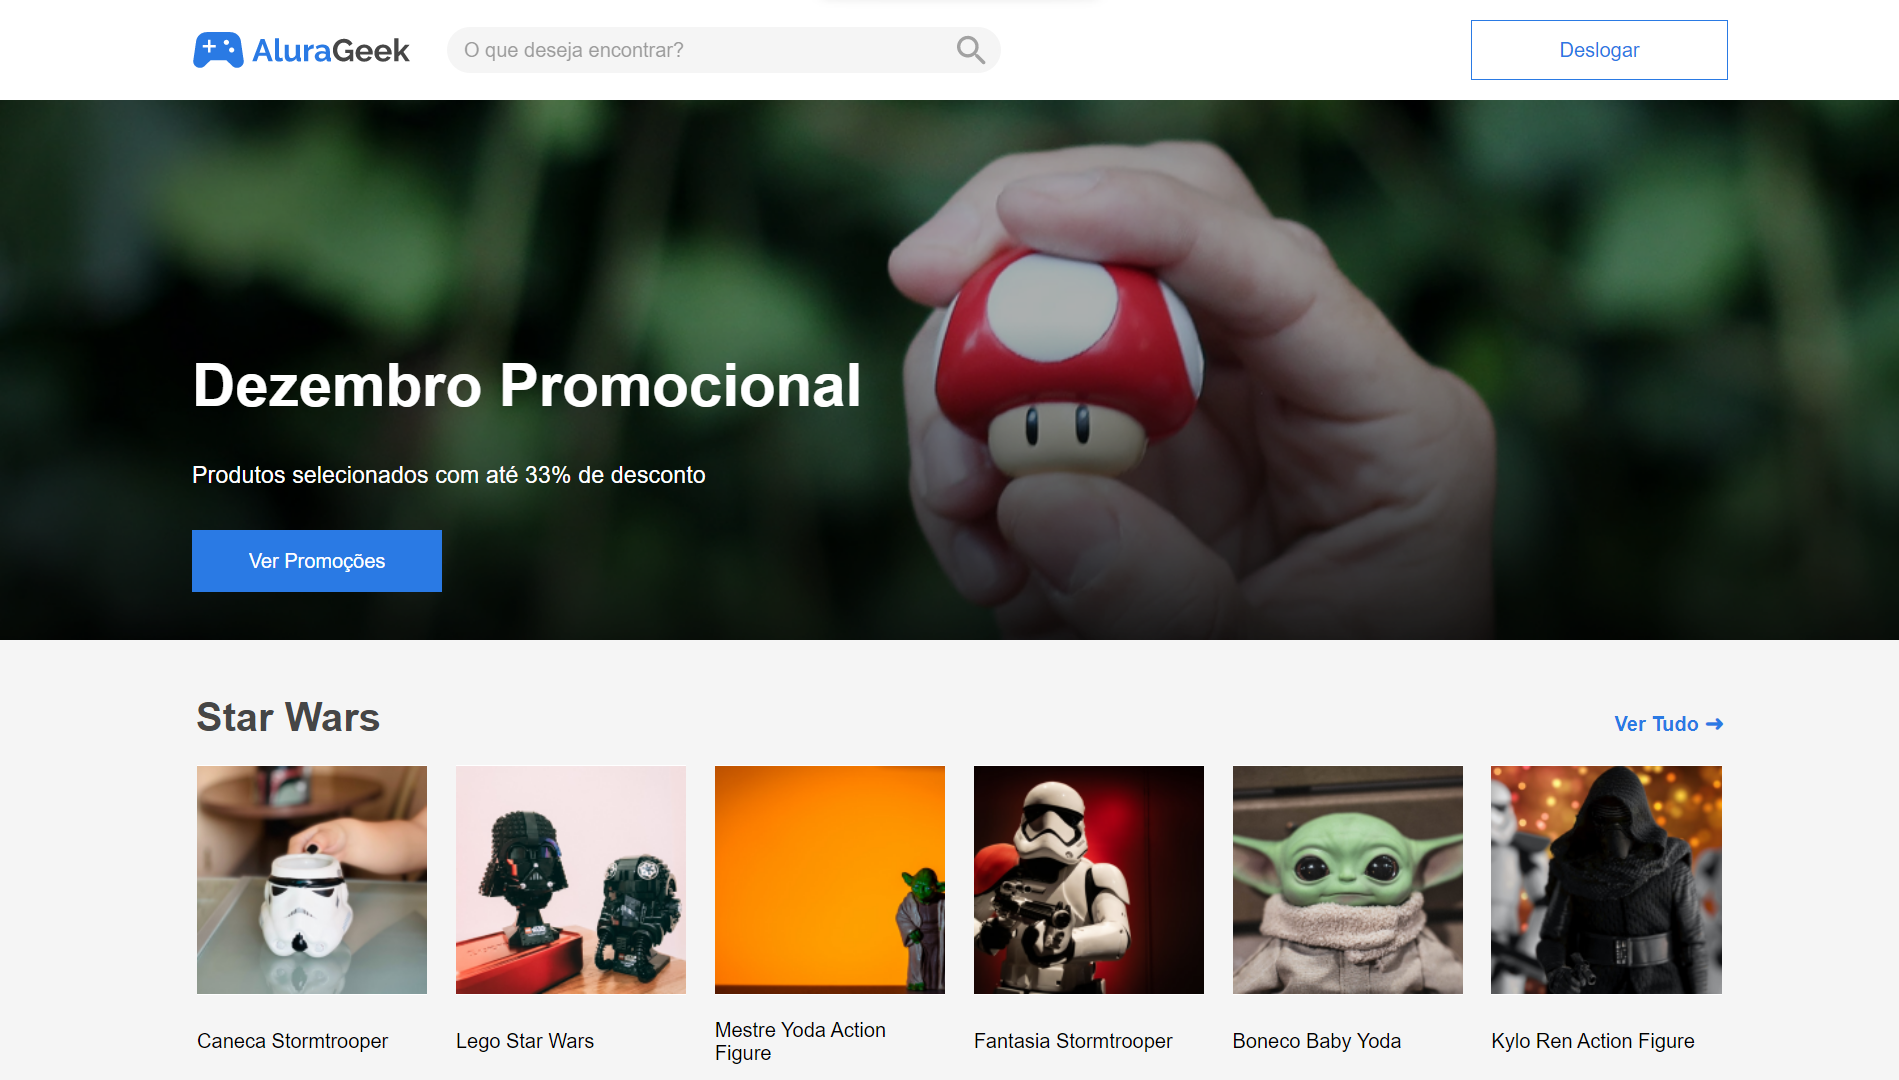 AluraGeek
O que deseja encontrar?
Deslogar
Dezembro Promocional
Produtos selecionados com até 33% de desconto
Ver Promoções
Star Wars
Ver Tudo ➜
Caneca Stormtrooper
Lego Star Wars
Mestre Yoda Action
Figure
Fantasia Stormtrooper
Boneco Baby Yoda
Kylo Ren Action Figure